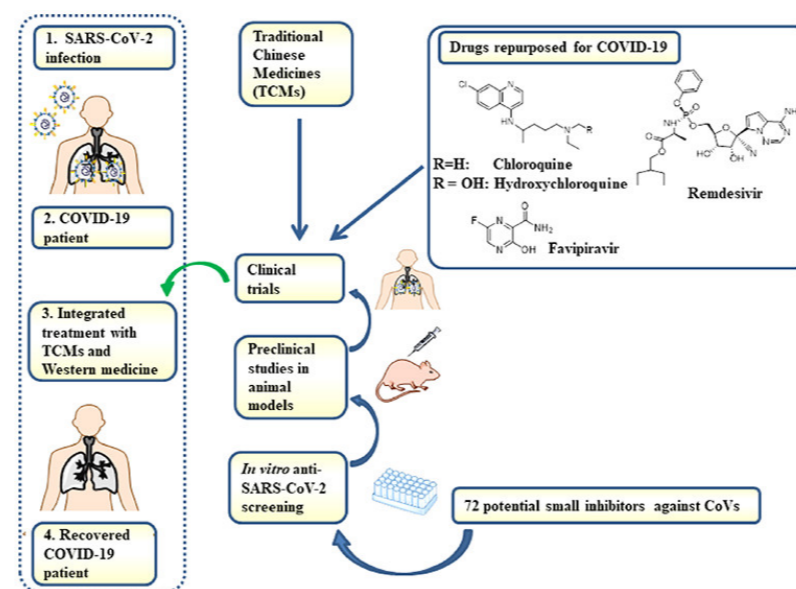 1. SARS-CoV-2
infection
2. COVID-19
patient
3. Integrated
treatment with
TCMs and
Western medicine
4. Recovered
COVID-19
patient
Traditional
Chinese
Medicines
(TCMs)
Clinical
trials
Preclinical
studies in
animal
models
In vitro anti-
SARS-CoV-2
screening
Drugs repurposed for COVID-19
Cl
N
HN
N
R
R=H: Chloroquine
R = OH: Hydroxychloroquine
O
O
P
O
HN
O
O
O
N
N
N
NH
CN
HO
OH
Remdesivir
F
N
N
O
NH2
OH
Favipiravir
72 potential small inhibitors against CoVs